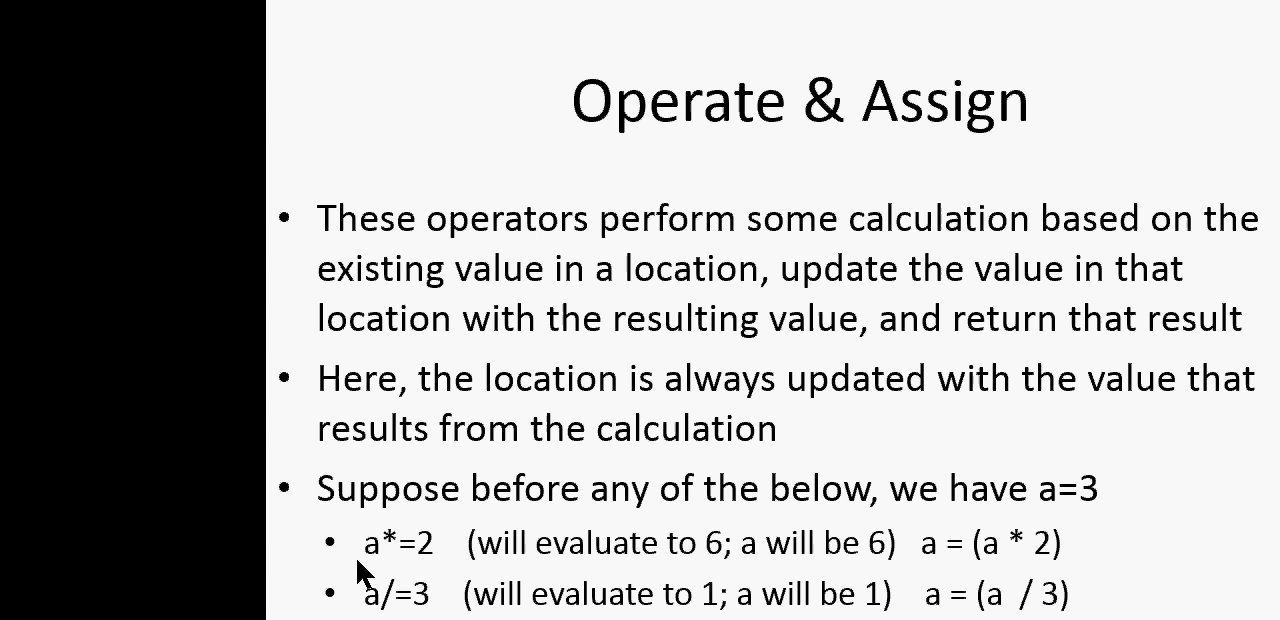 Operate & Assign
• These operators perform some calculation based on the
existing value in a location, update the value in that
location with the resulting value, and return that result
• Here, the location is always updated with the value that
results from the calculation
• Suppose before any of the below, we have a=3
• a*=2 (will evaluate to 6; a will be 6) a = (a * 2)
• a/=3 (will evaluate to 1; a will be 1) a = (a / 3)